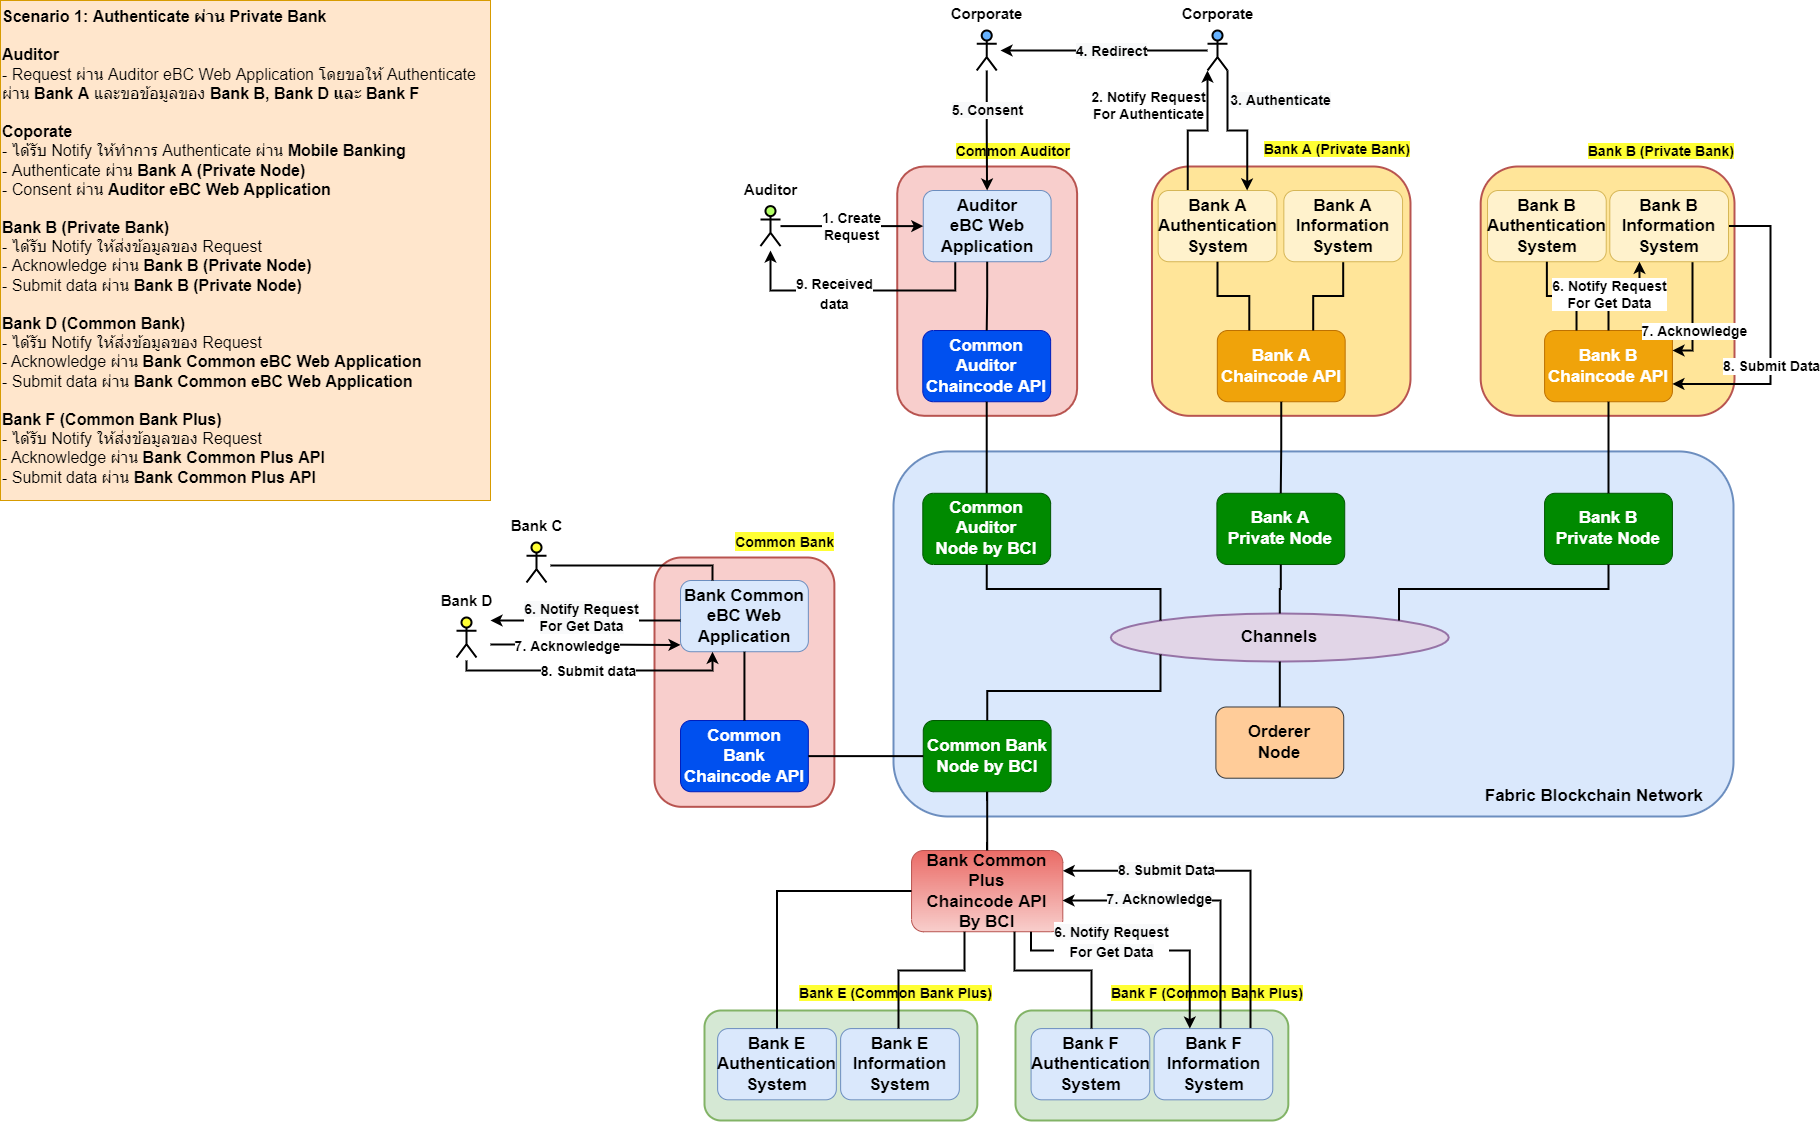 Scenario 1: Authenticate ผ่าน Private Bank
Auditor
- Request ผ่าน Auditor eBC Web Application โดยขอให้ Authenticate
ผ่าน Bank A และขอข้อมูลของ Bank B, Bank D และ Bank F
Coporate
- ได้รับ Notify ให้ทำการ Authenticate ผ่าน Mobile Banking
- Authenticate ผ่าน Bank A (Private Node)
- Consent ผ่าน Auditor eBC Web Application
Bank B (Private Bank)
- ได้รับ Notify ให้ส่งข้อมูลของ Request
- Acknowledge ผ่าน Bank B (Private Node)
- Submit data ผ่าน Bank B (Private Node)
Bank D (Common Bank)
- ได้รับ Notify ให้ส่งข้อมูลของ Request
- Acknowledge ผ่าน Bank Common eBC Web Application
- Submit data ผ่าน Bank Common eBC Web Application
Bank F (Common Bank Plus)
- ได้รับ Notify ให้ส่งข้อมูลของ Request
- Acknowledge ผ่าน Bank Common Plus API
- Submit data ผ่าน Bank Common Plus API
Corporate
Corporate
4. Redirect
5. Consent
2. Notify Request
For Authenticate
3. Authenticate
Common Auditor
Bank A (Private Bank)
Bank B (Private Bank)
Auditor
1. Create
Request
9. Received
data
Auditor
eBC Web
Application
Bank A
Authentication
System
Bank A
Information
System
Bank B
Authentication
System
Bank B
Information
System
6. Notify Request
For Get Data
7. Acknowledge
8. Submit Data
Common
Auditor
Chaincode API
Bank A
Chaincode API
Bank B
Chaincode API
Common
Auditor
Node by BCI
Bank A
Private Node
Bank B
Private Node
Bank C
Common Bank
Bank D
6. Notify Request
For Get Data
7. Acknowledge
8. Submit data
Bank Common
eBC Web
Application
Channels
Common
Bank
Chaincode API
Common Bank
Node by BCI
Orderer
Node
Fabric Blockchain Network
Bank Common
Plus
Chaincode API
By BCI
8. Submit Data
7. Acknowledge
6. Notify Request
For Get Data
Bank E (Common Bank Plus)
Bank F (Common Bank Plus)
Bank E
Authentication
System
Bank E
Information
System
Bank F
Authentication
System
Bank F
Information
System